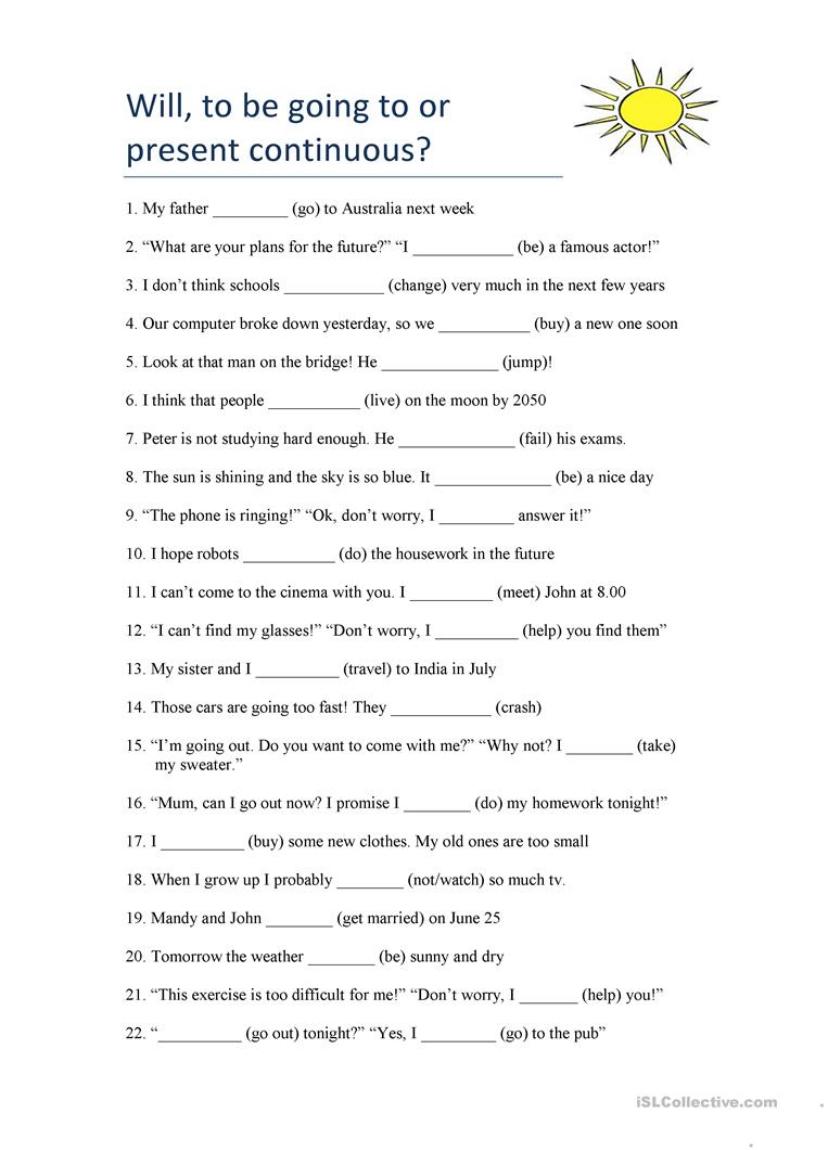 Will, to be going to or
present continuous?
1. My father _________ (go) to Australia next week
2. “What are your plans for the future?” “I ____________ (be) a famous actor!”
3. I don’t think schools ____________ (change) very much in the next few years
4. Our computer broke down yesterday, so we ___________ (buy) a new one soon
5. Look at that man on the bridge! He ______________ (jump)!
6. I think that people ___________ (live) on the moon by 2050
7. Peter is not studying hard enough. He ______________ (fail) his exams.
8. The sun is shining and the sky is so blue. It ______________ (be) a nice day
9. “The phone is ringing!” “Ok, don’t worry, I _________ answer it!”
10. I hope robots ___________ (do) the housework in the future
11. I can’t come to the cinema with you. I __________ (meet) John at 8.00
12. “I can’t find my glasses!” “Don’t worry, I __________ (help) you find them”
13. My sister and I __________ (travel) to India in July
14. Those cars are going too fast! They ____________ (crash)
15. “I’m going out. Do you want to come with me?” “Why not? I ________ (take)
my sweater.”
16. “Mum, can I go out now? I promise I ________ (do) my homework tonight!”
17. I __________ (buy) some new clothes. My old ones are too small
18. When I grow up I probably ________ (not/watch) so much tv.
19. Mandy and John ________ (get married) on June 25
20. Tomorrow the weather ________ (be) sunny and dry
21. “This exercise is too difficult for me!” “Don’t worry, I _______ (help) you!”
22. “__________ (go out) tonight?” “Yes, I _________ (go) to the pub”
iSLCollective.com